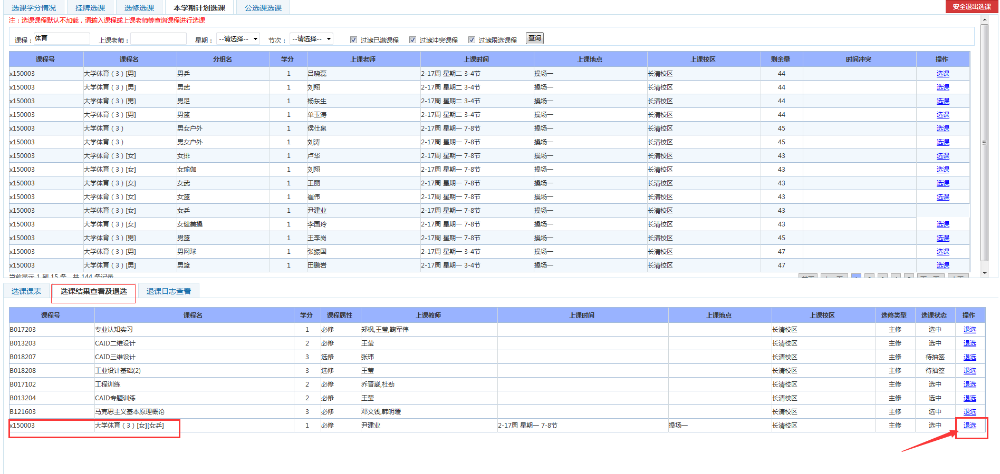 选课学分情况 挂牌选课 选修选课 本学期计划选课 公选课选课 安全退出选课
注：选课课程默认不加载，请输入课程或上课老师等查询课程进行选课
课程： 体育 上课老师： 星期： --请选择-- 节次： --请选择-- 过滤已满课程 过滤冲突课程 过滤限选课程 查询
课程号 课程名 分组名 学分 上课老师 上课时间 上课地点 上课校区 剩余量 时间冲突 操作
x150003 大学体育（3）[男] 男乒 1 吕晓磊 2-17周 星期二 3-4节 操场一 长清校区 44 选课
x150003 大学体育（3）[男] 男武 1 刘翔 2-17周 星期二 3-4节 操场一 长清校区 44 选课
x150003 大学体育（3）[男] 男足 1 杨东生 2-17周 星期二 3-4节 操场一 长清校区 44 选课
x150003 大学体育（3）[男] 男篮 1 单玉涛 2-17周 星期二 3-4节 操场一 长清校区 44 选课
x150003 大学体育（3） 男女户外 1 侯仕泉 2-17周 星期一 7-8节 操场一 长清校区 45 选课
x150003 大学体育（3） 男女户外 1 刘涛 2-17周 星期一 7-8节 操场一 长清校区 45 选课
x150003 大学体育（3）[女] 女排 1 卢华 2-17周 星期一 7-8节 操场一 长清校区 43 选课
x150003 大学体育（3）[女] 女瑜伽 1 刘翔 2-17周 星期一 7-8节 操场一 长清校区 43 选课
x150003 大学体育（3）[女] 女武 1 王丽 2-17周 星期一 7-8节 操场一 长清校区 43 选课
x150003 大学体育（3）[女] 女篮 1 崔伟 2-17周 星期一 7-8节 操场一 长清校区 43 选课
x150003 大学体育（3）[女] 女乒 1 尹建业 2-17周 星期一 7-8节 操场一 长清校区 43
x150003 大学体育（3）[女] 女健美操 1 李国玲 2-17周 星期一 7-8节 操场一 长清校区 43 选课
x150003 大学体育（3）[男] 男篮 1 王李岗 2-17周 星期一 7-8节 操场一 长清校区 45 选课
x150003 大学体育（3）[男] 男网球 1 张振国 2-17周 星期一 3-4节 操场一 长清校区 47 选课
x150003 大学体育（3）[男] 男篮 1 田鹏岩 2-17周 星期一 3-4节 操场一 长清校区 47 选课
当前显示 1 到 15 条，共 144 条记录
选课课表 选课结果查看及退选 退课日志查看
课程号 课程名 学分 课程属性 上课教师 上课时间 上课地点 上课校区 选修类型 选课状态 操作
B017203 专业认知实习 1 必修 郑枫,王莹,鞠军伟 长清校区 主修 选中 退选
B013203 CAID二维设计 2 必修 王莹 长清校区 主修 选中 退选
B018207 CAID三维设计 3 选修 张玮 长清校区 主修 待抽签 退选
B018208 工业设计基础(2) 3 选修 王莹 长清校区 主修 待抽签 退选
B017102 工程训练 2 必修 乔晋崴,杜劲 长清校区 主修 选中 退选
B013204 CAID专题训练 2 必修 王莹 长清校区 主修 选中 退选
B121603 马克思主义基本原理概论 3 必修 邓文钱,韩明暖 长清校区 主修 选中 退选
x150003 大学体育（3）[女][女乒] 1 必修 尹建业 2-17周 星期一 7-8节 操场一 长清校区 主修 选中 退选